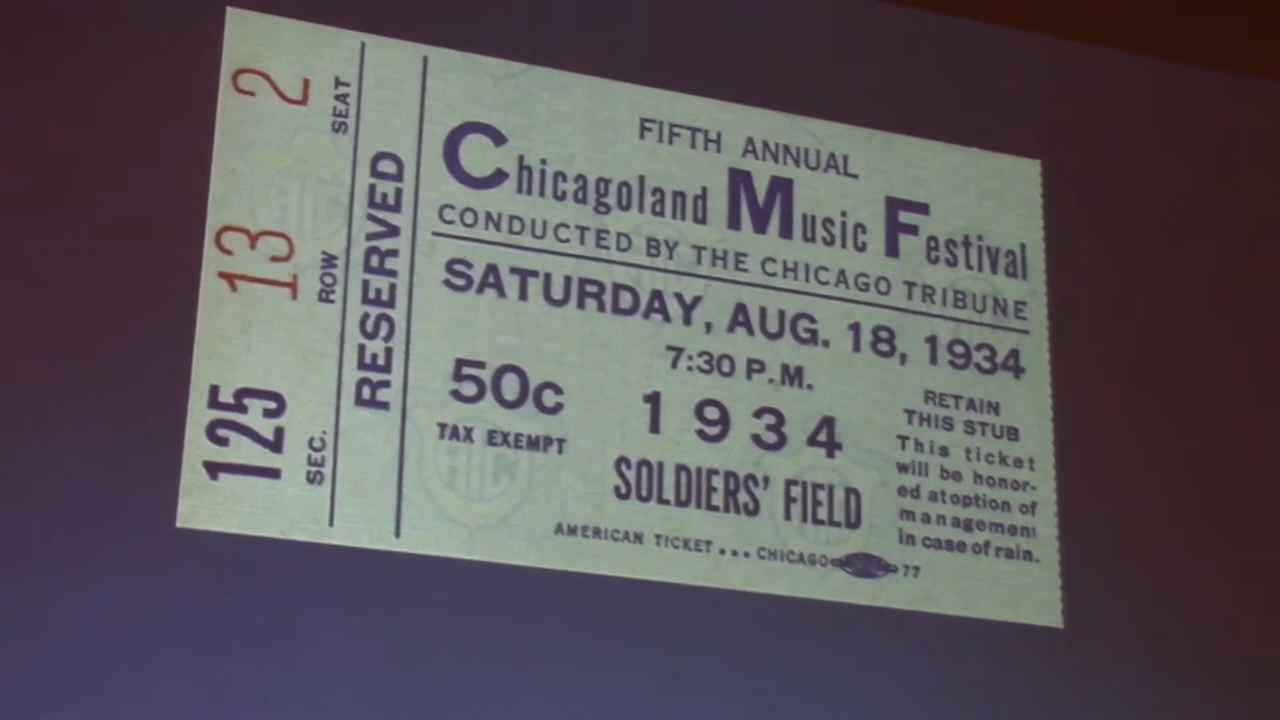 2 SEAT
13 ROW
125 SEC.
RESERVED
FIFTH ANNUAL
Chicagoland Music Festival
CONDUCTED BY THE CHICAGO TRIBUNE
SATURDAY, AUG. 18, 1934
7:30 P.M.
50c
TAX EXEMPT
1934
SOLDIERS' FIELD
RETAIN
THIS STUB
This ticket
will be honor-
ed at option of
management
in case of rain.
AMERICAN TICKET... CHICAGO 77